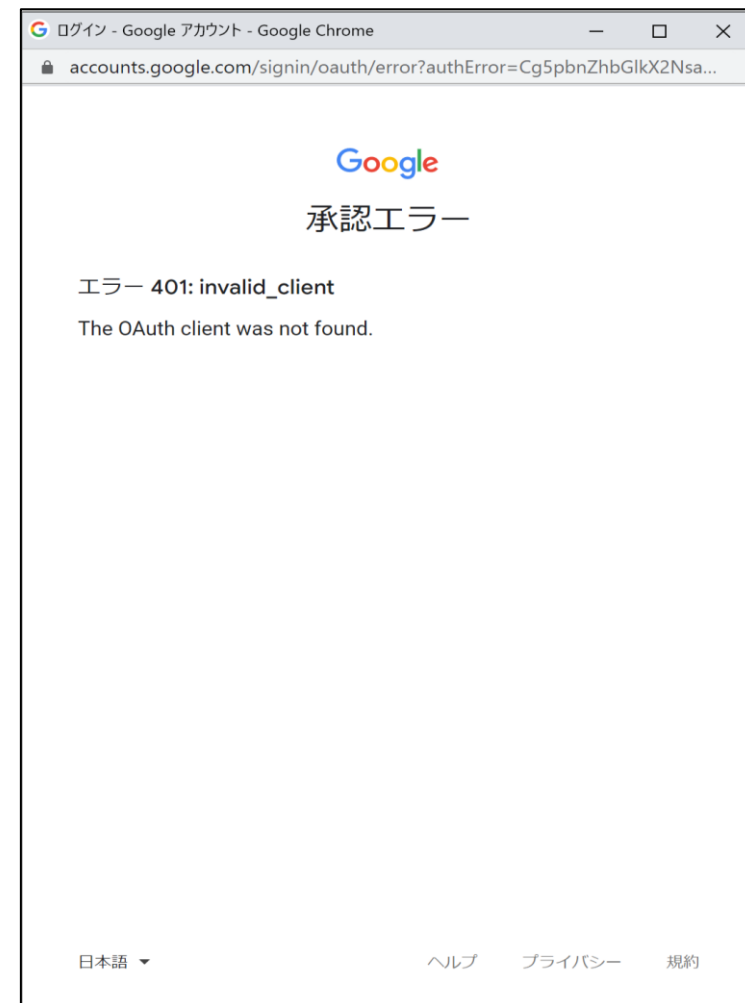 ログイン - Google アカウント - Google Chrome
accounts.google.com/signin/oauth/error?authError=Cg5pbnZhbGlkX2Nsa...
Google
承認エラー
エラー 401: invalid_client
The OAuth client was not found.
日本語 ヘルプ プライバシー 規約